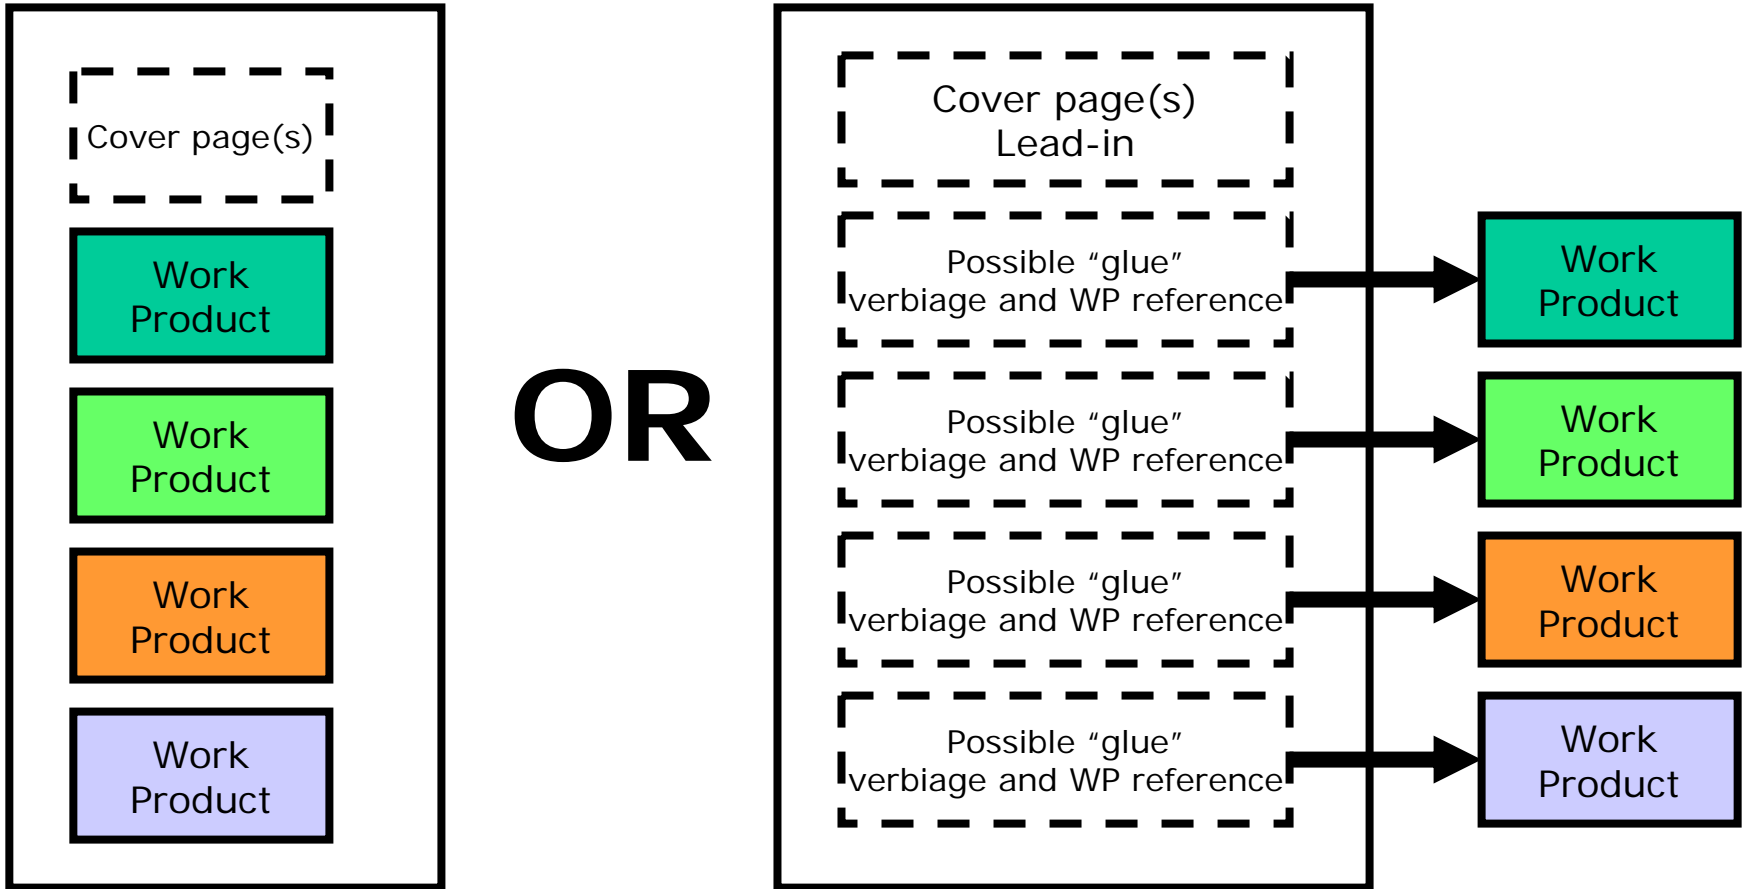 Cover page(s)
Work
Product
Work
Product
Work
Product
Work
Product
OR
Cover page(s)
Lead-in
Possible “glue”
verbiage and WP reference
Possible “glue”
verbiage and WP reference
Possible “glue”
verbiage and WP reference
Possible “glue”
verbiage and WP reference
Work
Product
Work
Product
Work
Product
Work
Product